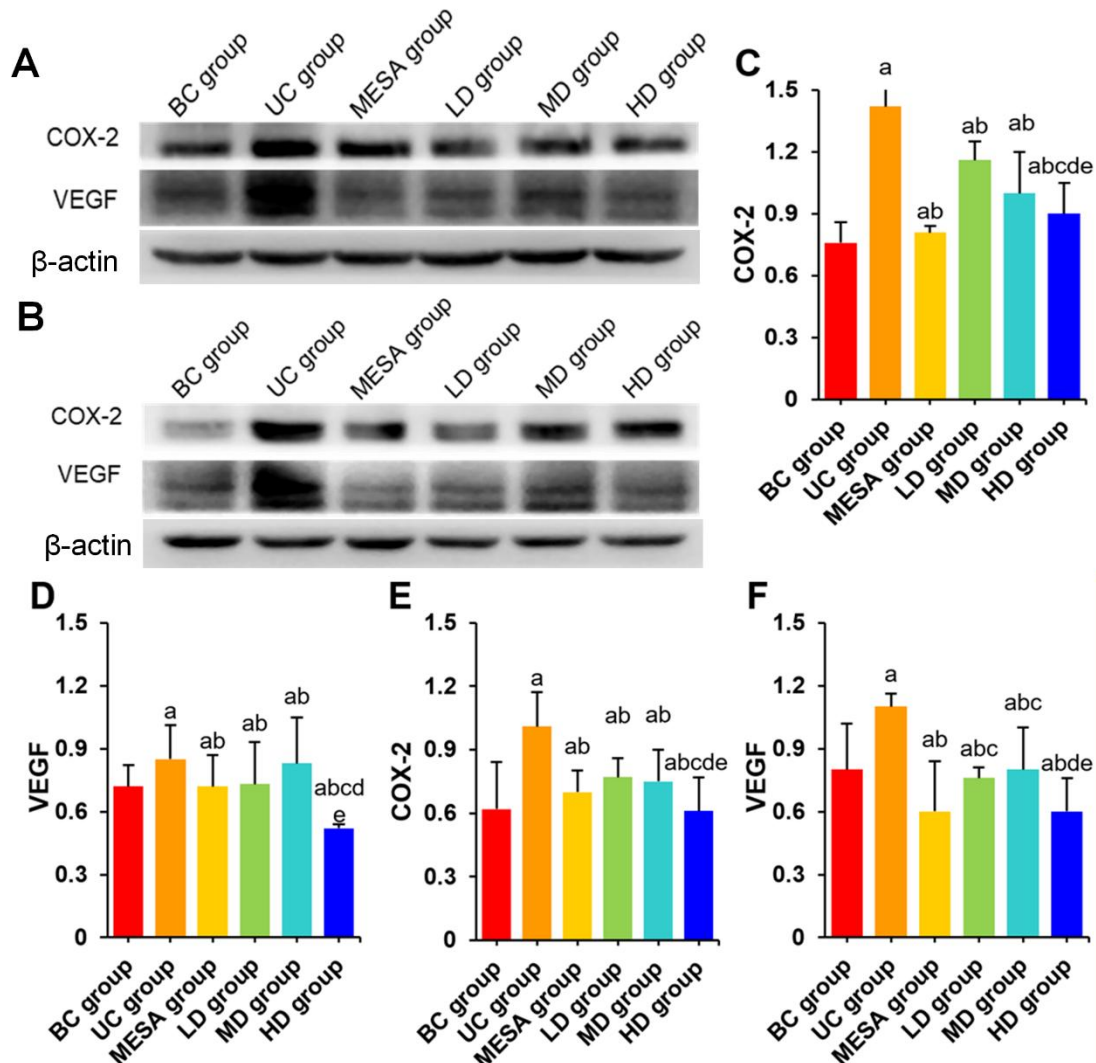 A
BC group
UC group
MESA group
LD group
MD group
HD group
COX-2
VEGF
β-actin
B
BC group
UC group
MESA group
LD group
MD group
HD group
COX-2
VEGF
β-actin
C
COX-2
1.5
1.2
0.9
0.6
0.3
0
a
ab
ab
ab
abcde
BC group
UC group
MESA group
LD group
MD group
HD group
D
VEGF
1.5
1.2
0.9
0.6
0.3
0
a
ab
ab
ab
abcd
e
BC group
UC group
MESA group
LD group
MD group
HD group
E
COX-2
1.5
1.2
0.9
0.6
0.3
0
a
ab
ab
ab
abcde
BC group
UC group
MESA group
LD group
MD group
HD group
F
VEGF
1.5
1.2
0.9
0.6
0.3
0
a
ab
abc
abc
abde
BC group
UC group
MESA group
LD group
MD group
HD group